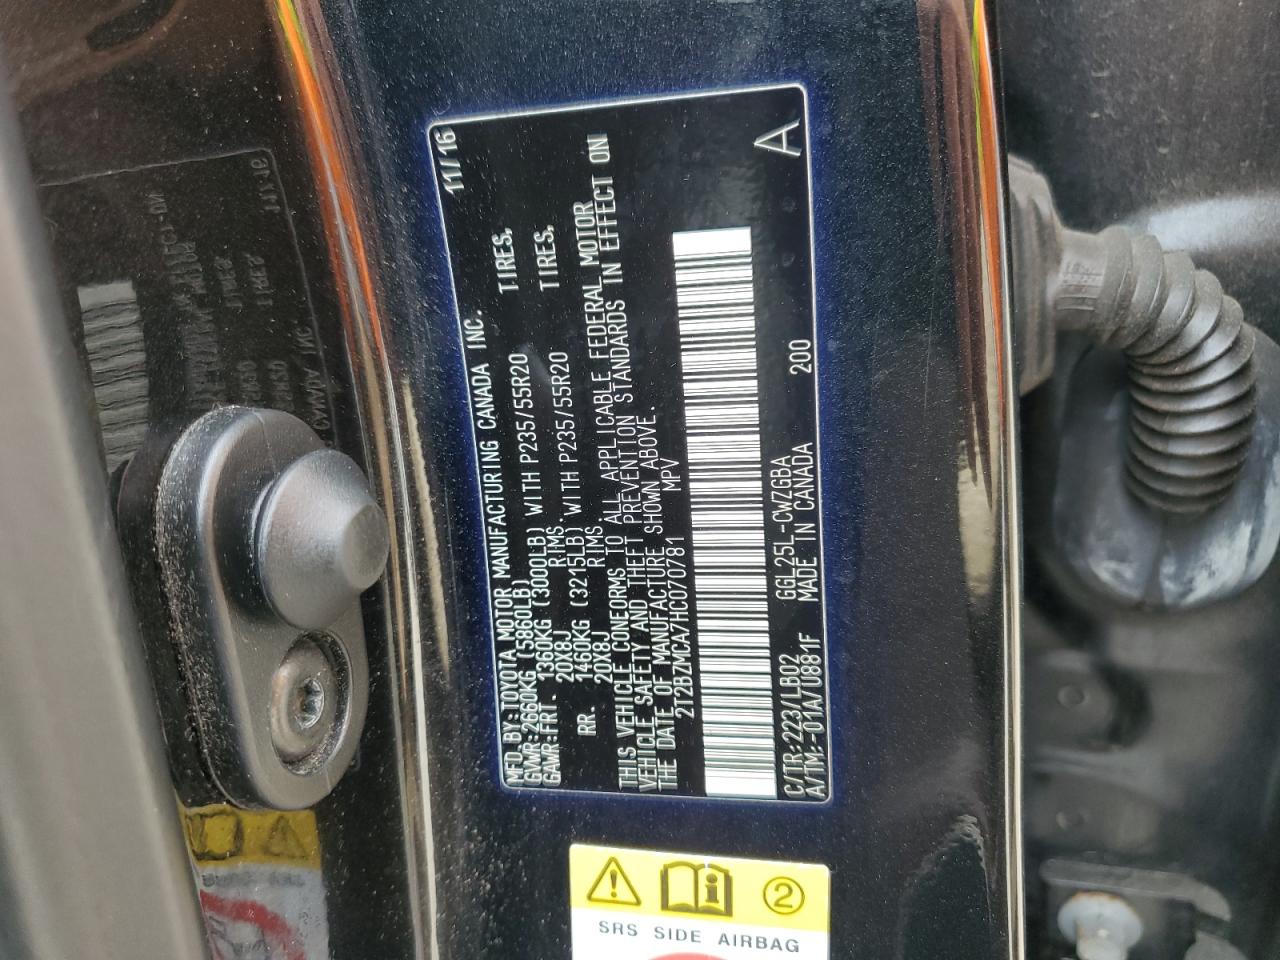 MFD.BY:TOYOTA MOTOR MANUFACTURING CANADA INC. 11/16
GVWR:2660KG (5860LB)
GAWR:FRT. 1360KG (3000LB) WITH P235/55R20 TIRES,
20X8J RIMS.
RR. 1460KG (3215LB) WITH P235/55R20 TIRES,
20X8J RIMS.
THIS VEHICLE CONFORMS TO ALL APPLICABLE FEDERAL MOTOR
VEHICLE SAFETY AND THEFT PREVENTION STANDARDS IN EFFECT ON
THE DATE OF MANUFACTURE SHOWN ABOVE.
2T2BZMCA7HC070781 MPV
A
C/TR:223/LB02 GGL25L-CWZGBA
A/TM:-01A/U881F MADE IN CANADA 200
2
SRS SIDE AIRBAG